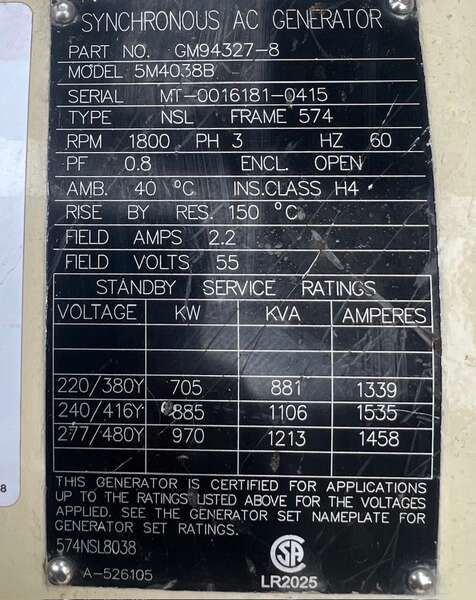 SYNCHRONOUS AC GENERATOR
PART NO. GM94327-8
MODEL 5M4038B
SERIAL MT-0016181-0415
TYPE NSL FRAME 574
RPM 1800 PH 3 HZ 60
PF 0.8 ENCL. OPEN
AMB. 40 °C INS.CLASS H4
RISE BY RES. 150 °C
FIELD AMPS 2.2
FIELD VOLTS 55
STANDBY SERVICE RATINGS
VOLTAGE KW KVA AMPERES
220/380Y 705 881 1339
240/416Y 885 1106 1535
277/480Y 970 1213 1458
THIS GENERATOR IS CERTIFIED FOR APPLICATIONS
UP TO THE RATINGS LISTED ABOVE FOR THE VOLTAGES
APPLIED. SEE THE GENERATOR SET NAMEPLATE FOR
GENERATOR SET RATINGS.
574NSL8038
A-526105
LR2025
8